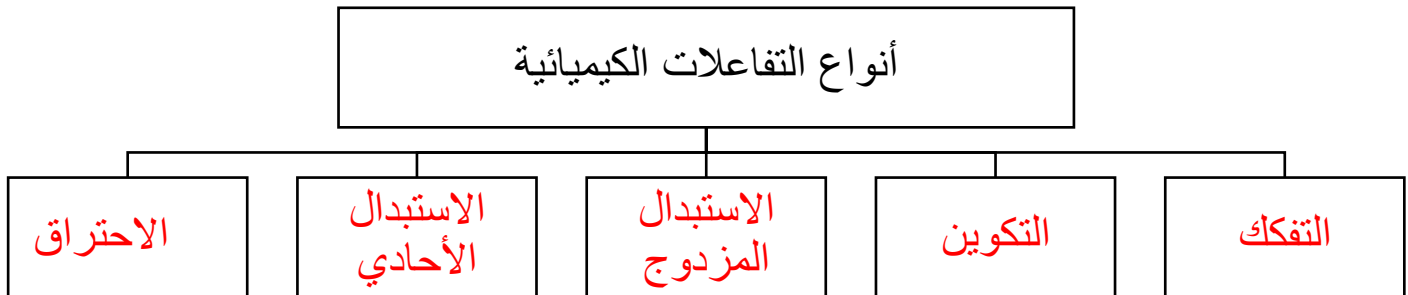 أنواع التفاعلات الكيميائية
التفكك
التكوين
الاستبدال
المزدوج
الاستبدال
الأحادي
الاحتراق